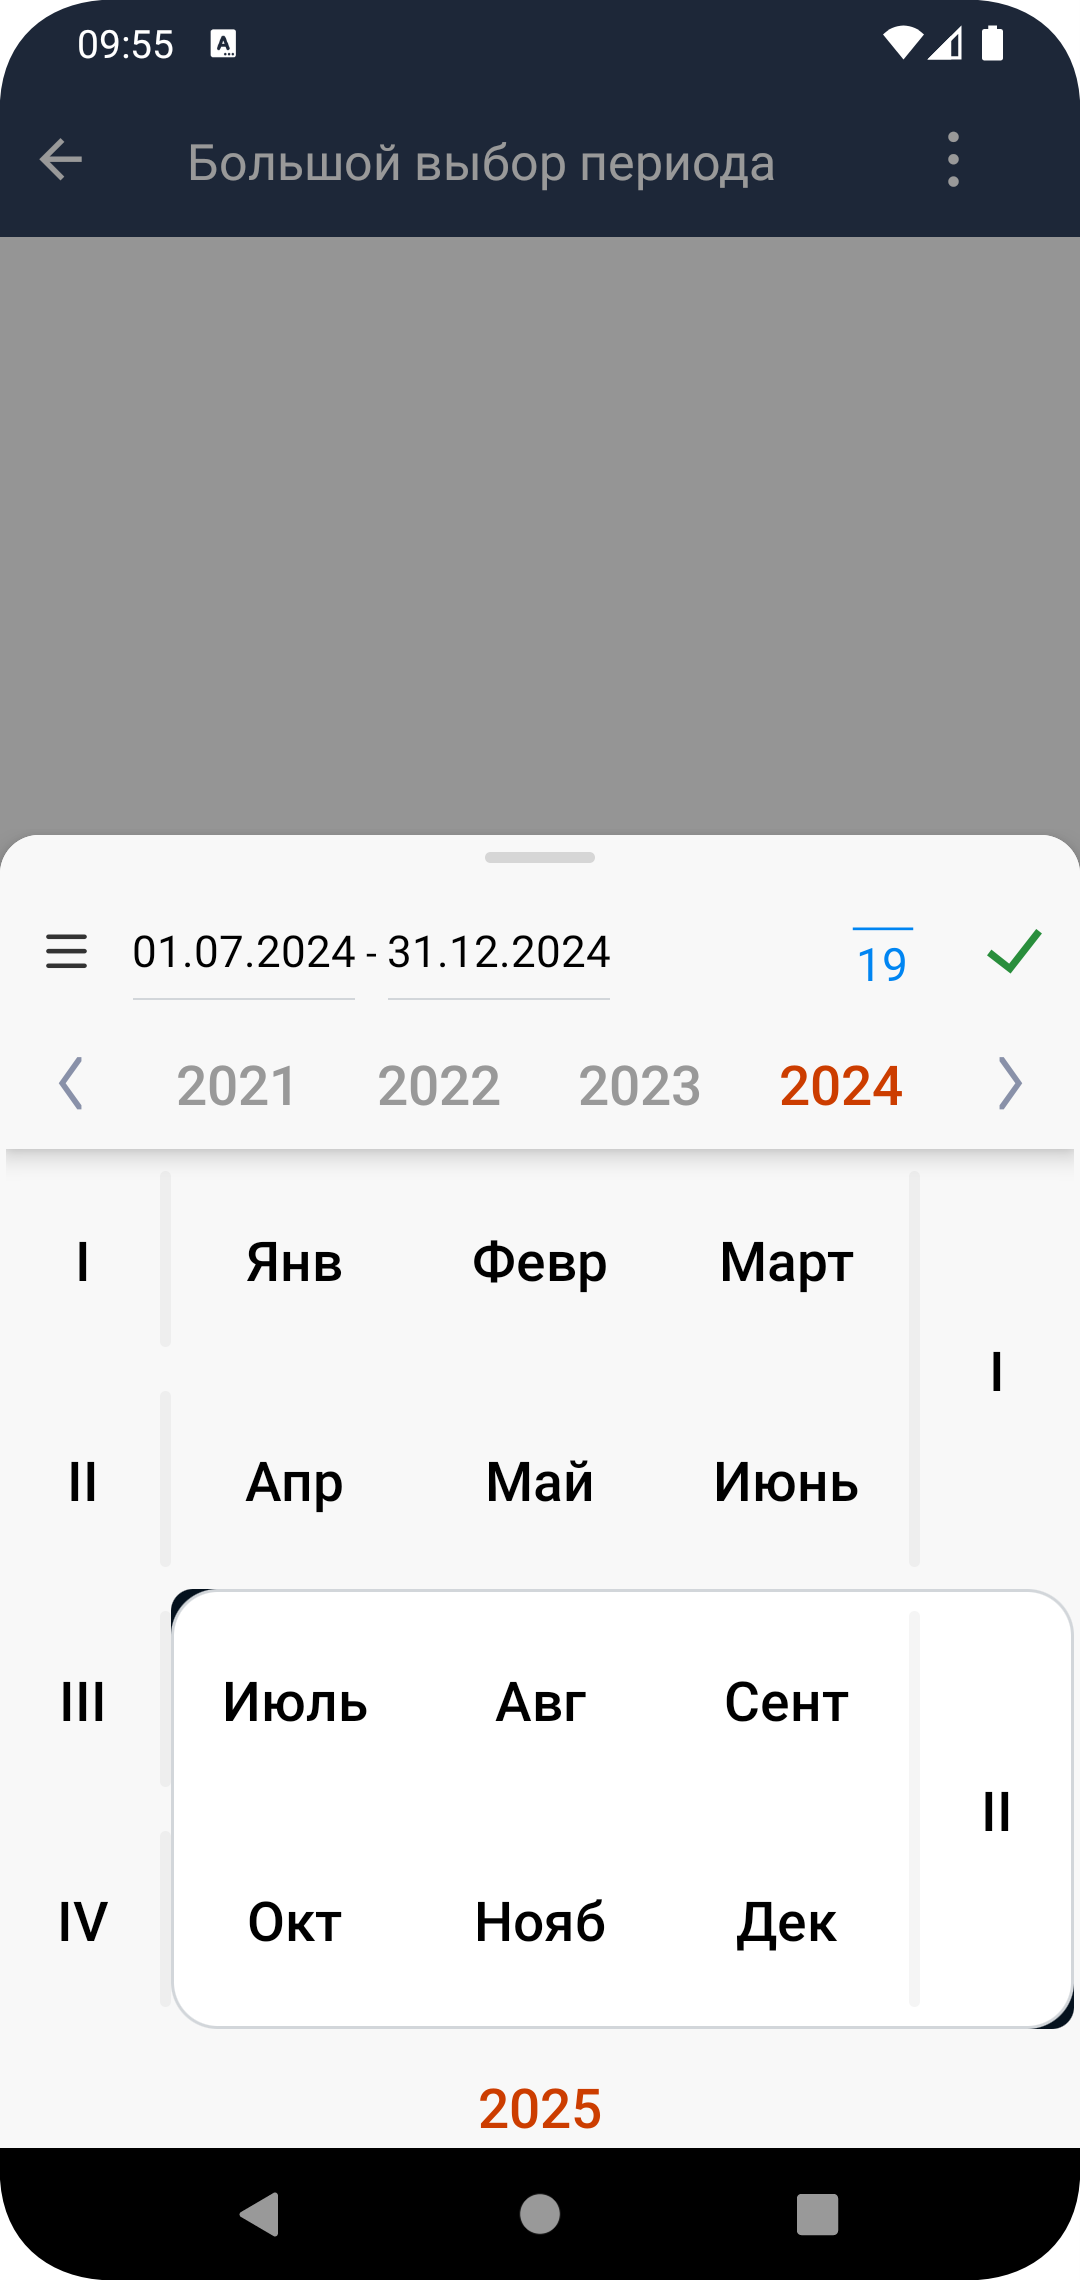 09:55
Большой выбор периода
01.07.2024 - 31.12.2024
19
2021 2022 2023 2024
I Янв Февр Март
I
II Апр Май Июнь
III Июль Авг Сент
II
IV Окт Нояб Дек
2025